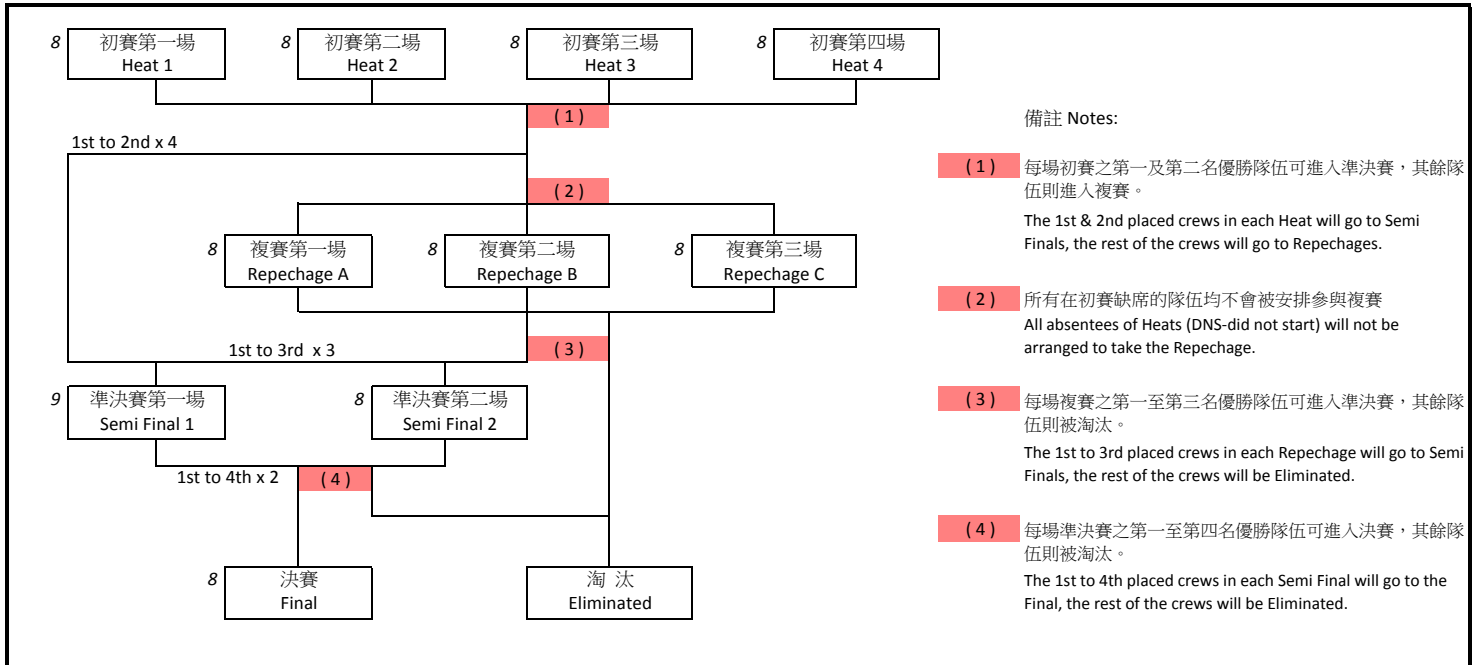 8
初賽第一場
Heat 1
8
初賽第二場
Heat 2
8
初賽第三場
Heat 3
8
初賽第四場
Heat 4
( 1 )
1st to 2nd x 4
( 2 )
8
複賽第一場
Repechage A
8
複賽第二場
Repechage B
8
複賽第三場
Repechage C
1st to 3rd x 3
( 3 )
9
準決賽第一場
Semi Final 1
8
準決賽第二場
Semi Final 2
1st to 4th x 2
( 4 )
8
決賽
Final
淘 汰
Eliminated
備註 Notes:
( 1 ) 每場初賽之第一及第二名優勝隊伍可進入準決賽，其餘隊
伍則進入複賽。
The 1st & 2nd placed crews in each Heat will go to Semi
Finals, the rest of the crews will go to Repechages.
( 2 ) 所有在初賽缺席的隊伍均不會被安排參與複賽
All absentees of Heats (DNS-did not start) will not be
arranged to take the Repechage.
( 3 ) 每場複賽之第一至第三名優勝隊伍可進入準決賽，其餘隊
伍則被淘汰。
The 1st to 3rd placed crews in each Repechage will go to Semi
Finals, the rest of the crews will be Eliminated.
( 4 ) 每場準決賽之第一至第四名優勝隊伍可進入決賽，其餘隊
伍則被淘汰。
The 1st to 4th placed crews in each Semi Final will go to the
Final, the rest of the crews will be Eliminated.